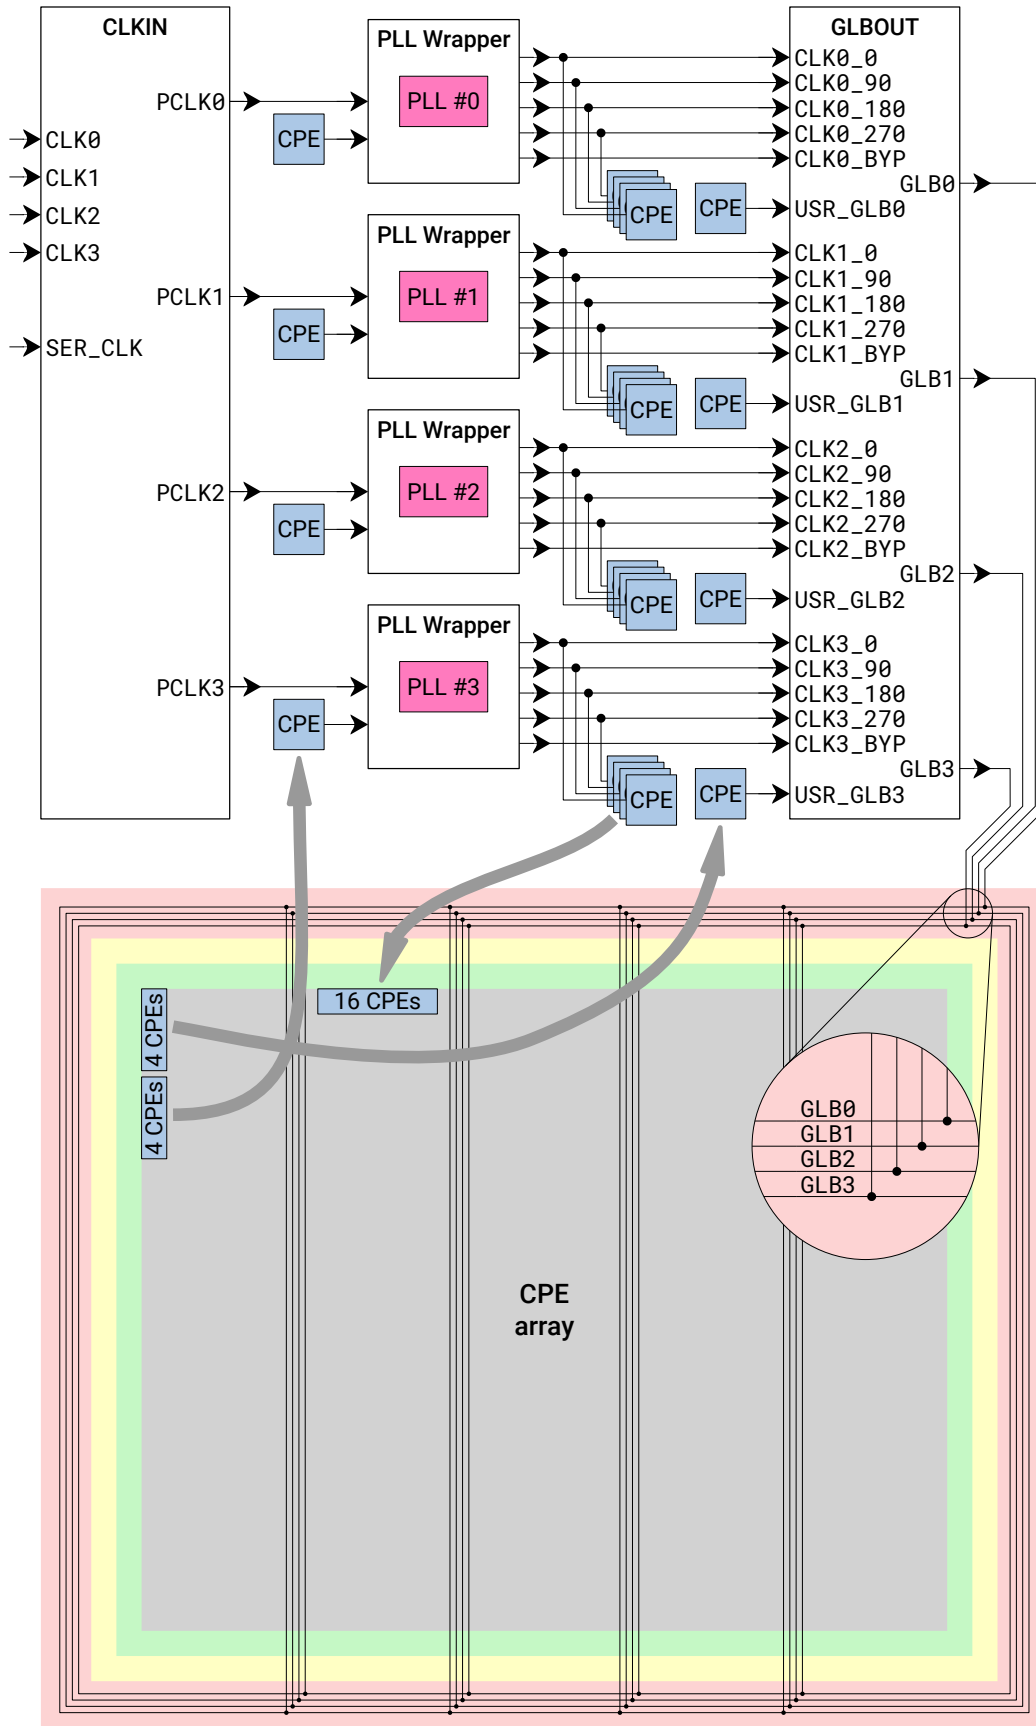 CLKIN
PLL Wrapper
GLBOUT
PCLK0
PLL #0
CPE
CLK0
CLK1
CLK2
CLK3
SER_CLK
CLK0_0
CLK0_90
CLK0_180
CLK0_270
CLK0_BYP
GLB0
CPE
CPE
USR_GLB0
PLL Wrapper
PCLK1
PLL #1
CPE
CLK1_0
CLK1_90
CLK1_180
CLK1_270
CLK1_BYP
GLB1
CPE
CPE
USR_GLB1
PLL Wrapper
PCLK2
PLL #2
CPE
CLK2_0
CLK2_90
CLK2_180
CLK2_270
CLK2_BYP
GLB2
CPE
CPE
USR_GLB2
PLL Wrapper
PCLK3
PLL #3
CPE
CLK3_0
CLK3_90
CLK3_180
CLK3_270
CLK3_BYP
GLB3
CPE
CPE
USR_GLB3
4 CPEs
16 CPEs
4 CPEs
GLB0
GLB1
GLB2
GLB3
CPE
array